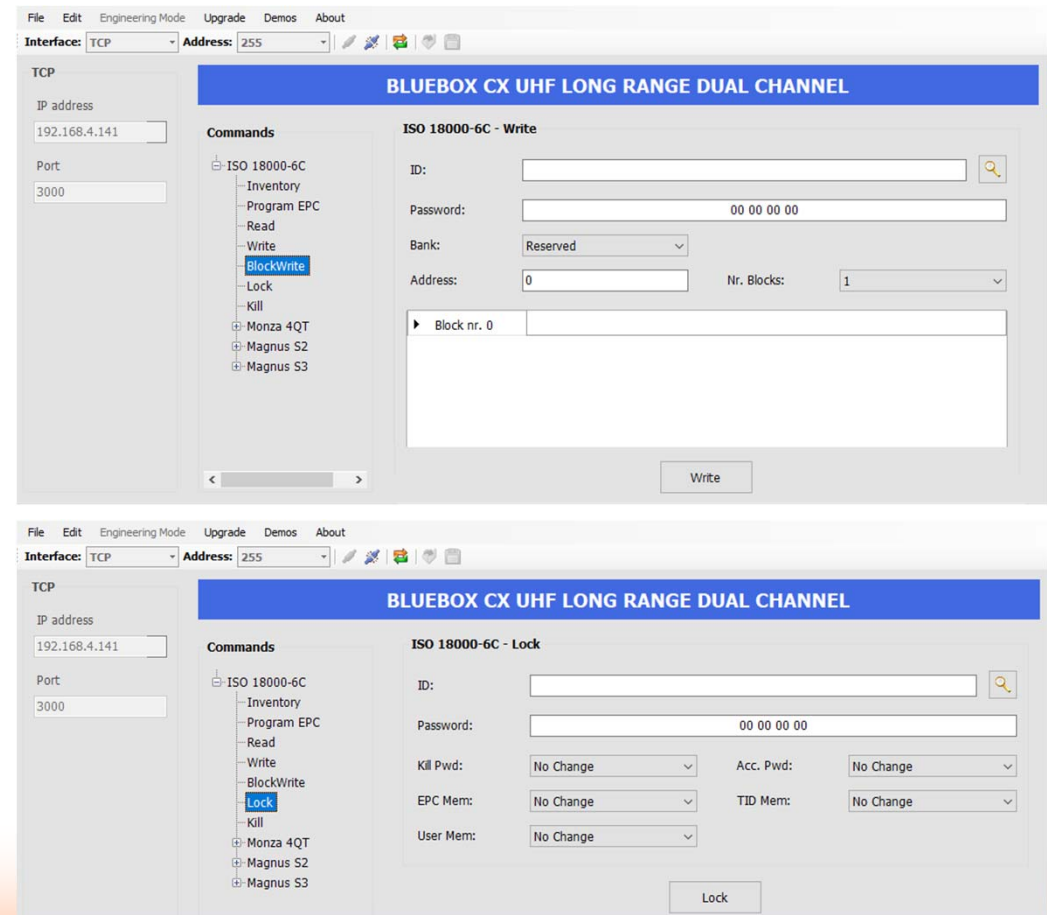 File Edit Engineering Mode Upgrade Demos About
Interface: TCP Address: 255
TCP
IP address
192.168.4.141
Port
3000
BLUEBOX CX UHF LONG RANGE DUAL CHANNEL
Commands
ISO 18000-6C
Inventory
Program EPC
Read
Write
BlockWrite
Lock
Kill
Monza 4QT
Magnus S2
Magnus S3
ISO 18000-6C - Write
ID:
Password: 00 00 00 00
Bank: Reserved
Address: 0 Nr. Blocks: 1
Block nr. 0
Write
File Edit Engineering Mode Upgrade Demos About
Interface: TCP Address: 255
TCP
IP address
192.168.4.141
Port
3000
BLUEBOX CX UHF LONG RANGE DUAL CHANNEL
Commands
ISO 18000-6C
Inventory
Program EPC
Read
Write
BlockWrite
Lock
Kill
Monza 4QT
Magnus S2
Magnus S3
ISO 18000-6C - Lock
ID:
Password: 00 00 00 00
Kill Pwd: No Change Acc. Pwd: No Change
EPC Mem: No Change TID Mem: No Change
User Mem: No Change
Lock